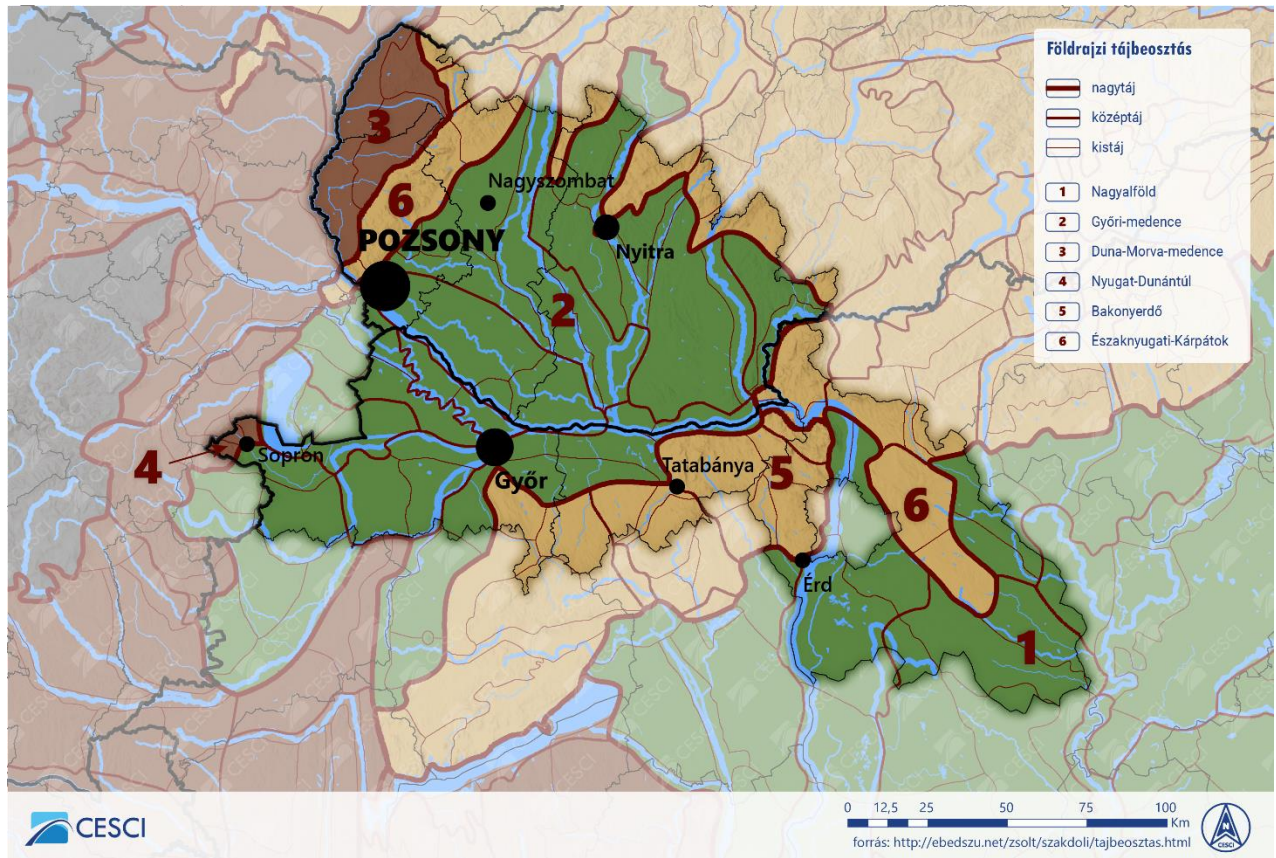 Földrajzi tájbeosztás
nagytáj
középtáj
kistáj
1 Nagyalföld
2 Győri-medence
3 Duna-Morva-medence
4 Nyugat-Dunántúl
5 Bakonyerdő
6 Északnyugati-Kárpátok
3
Nagyszombat
6
POZSONY
Nyitra
2
4
Sopron
Győr
Tatabánya
5
6
Érd
1
CESCI
0 12,5 25 50 75 100
Km
forrás: http://ebedszu.net/zsolt/szakdoli/tajbeosztas.html
N
CESCI